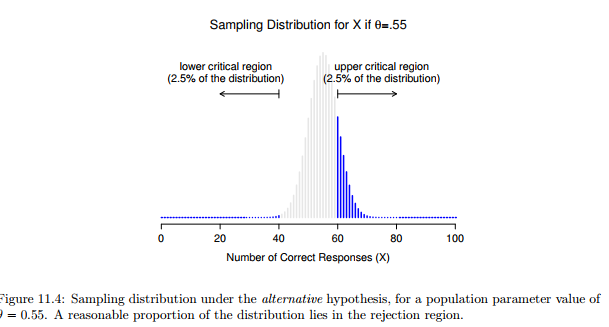 Sampling Distribution for X if θ=.55
lower critical region
(2.5% of the distribution)
upper critical region
(2.5% of the distribution)
0 20 40 60 80 100
Number of Correct Responses (X)
Figure 11.4: Sampling distribution under the alternative hypothesis, for a population parameter value of
θ = 0.55. A reasonable proportion of the distribution lies in the rejection region.